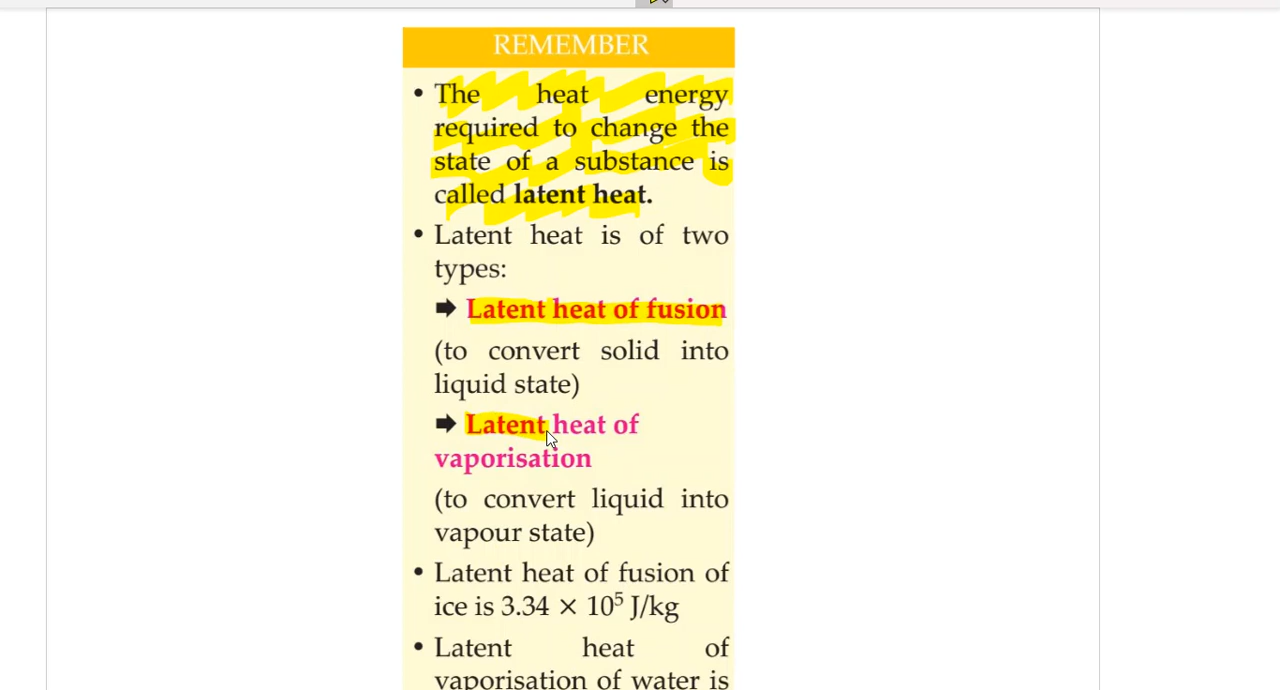 REMEMBER
• The heat energy
required to change the
state of a substance is
called latent heat.
• Latent heat is of two
types:
➡ Latent heat of fusion
(to convert solid into
liquid state)
➡ Latent heat of
vaporisation
(to convert liquid into
vapour state)
• Latent heat of fusion of
ice is 3.34 × 10⁵ J/kg
• Latent heat of
vaporisation of water is